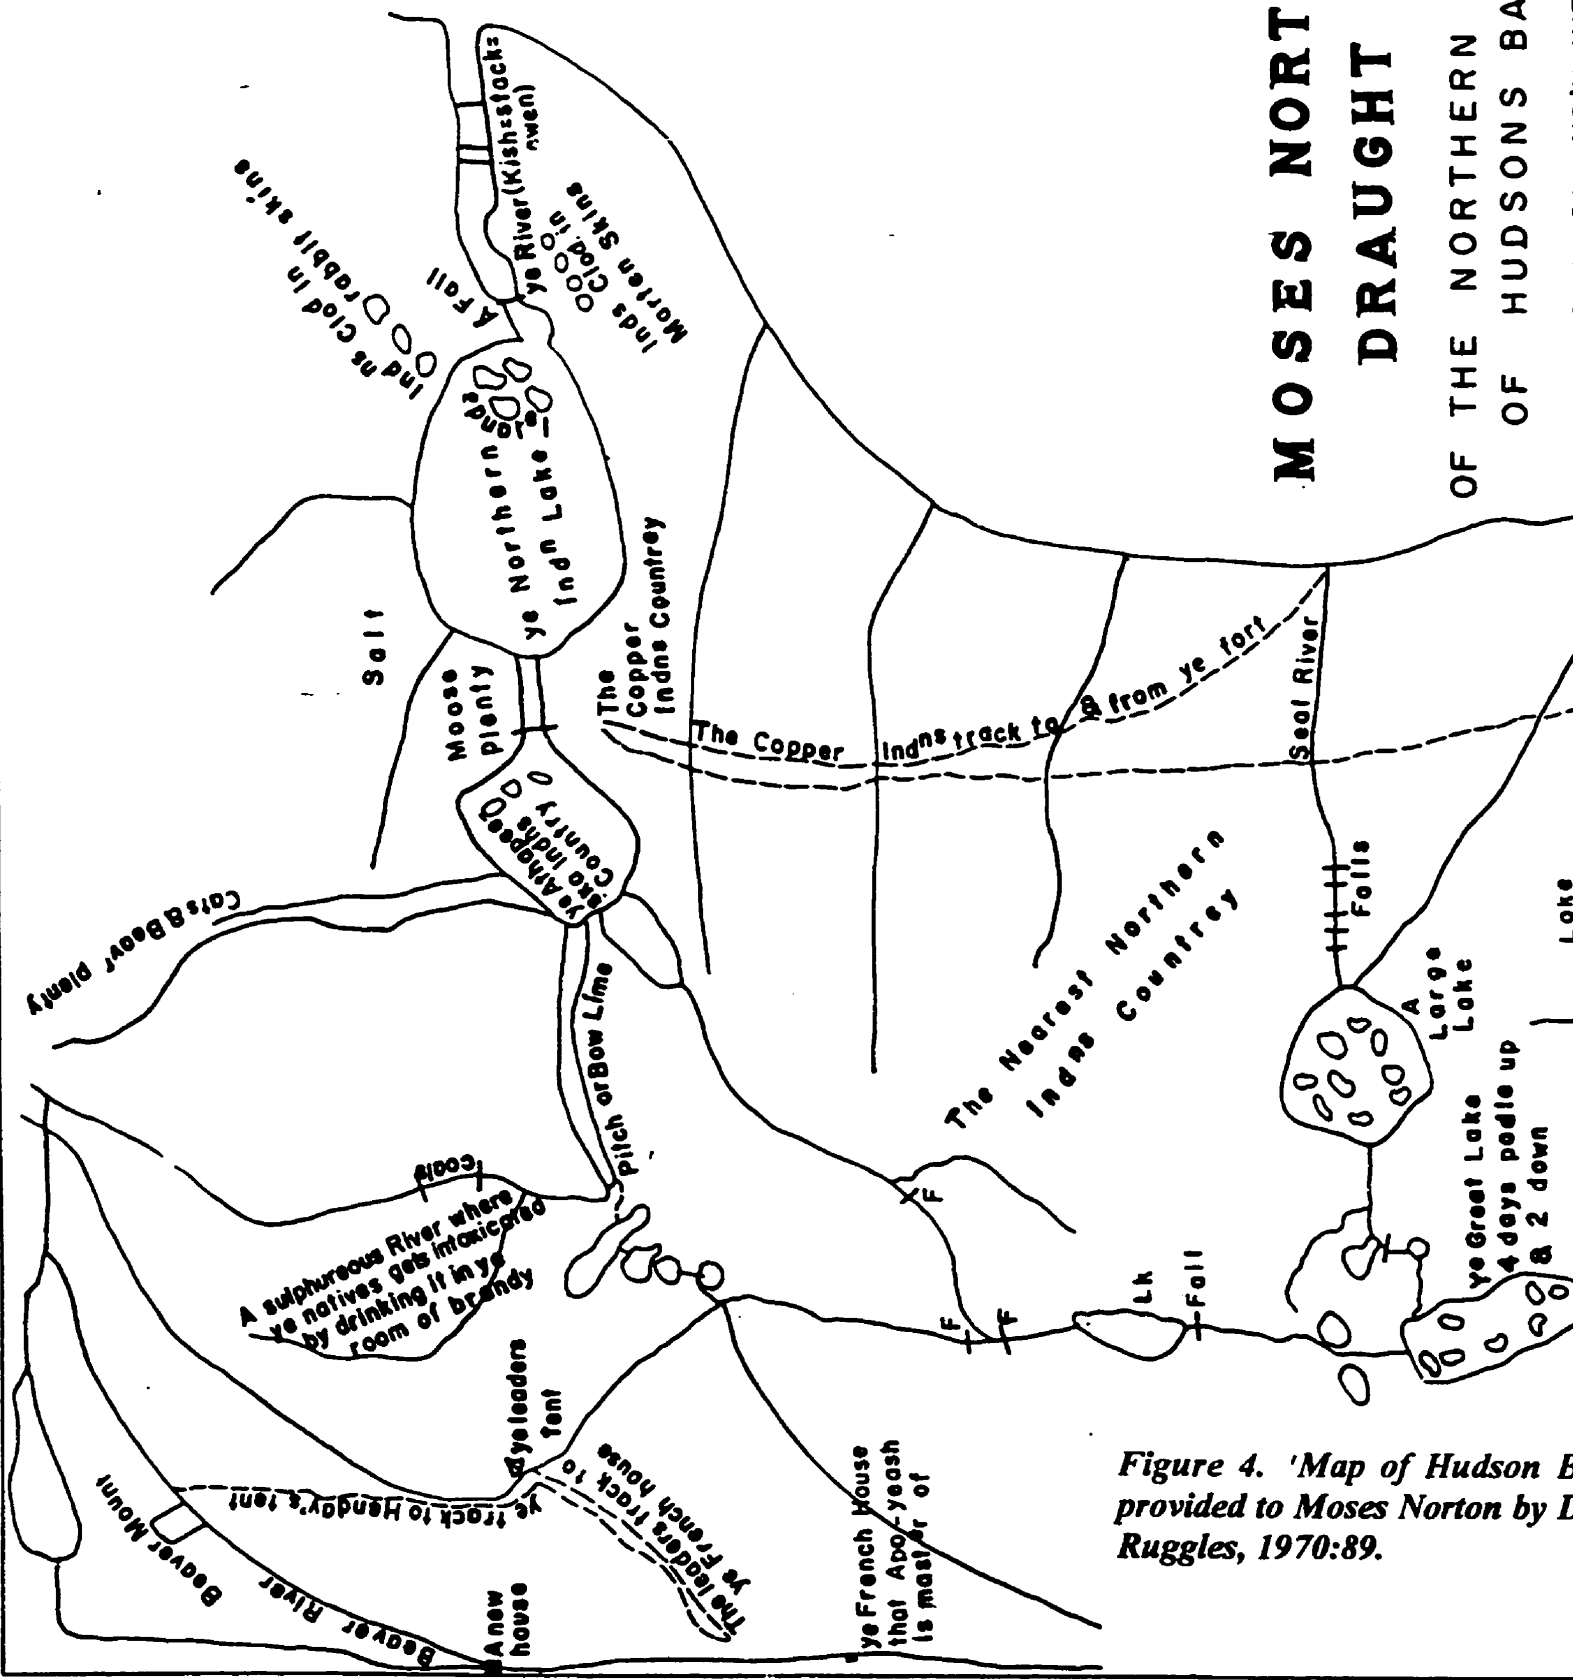 MOSES NORT
DRAUGHT
OF THE NORTHERN
OF HUDSONS BA
ye River (Kish=stack=
Inds Clod in
Marten Skins
A Fall
Ind ns Clod In
rabbit skins
ye Northern
Indn Lake
Salt
Moose
plenty
The
Copper
Indns Countrey
The Copper Indns track to & from ye fort
ye Athapee
ska Indns
Country
Cats & Beavr plenty
Pitch or Bow Lime
coals
A sulphureous River where
ye natives gets intoxicated
by drinking it in ye
room of brandy
The Nearest Northern
Indns Countrey
Seal River
Falls
A
Large
Lake
Lake
Ye Great Lake
4 days padle up
& 2 down
F
F
F
Lk
Fall
ye leaders
tent
ye track to Henday's tent
The leaders track to
ye French house
Beaver Mount
Beaver River
A new
house
ye French House
that Apo-yeash
is master of
Figure 4. 'Map of Hudson B
provided to Moses Norton by
Ruggles, 1970:89.